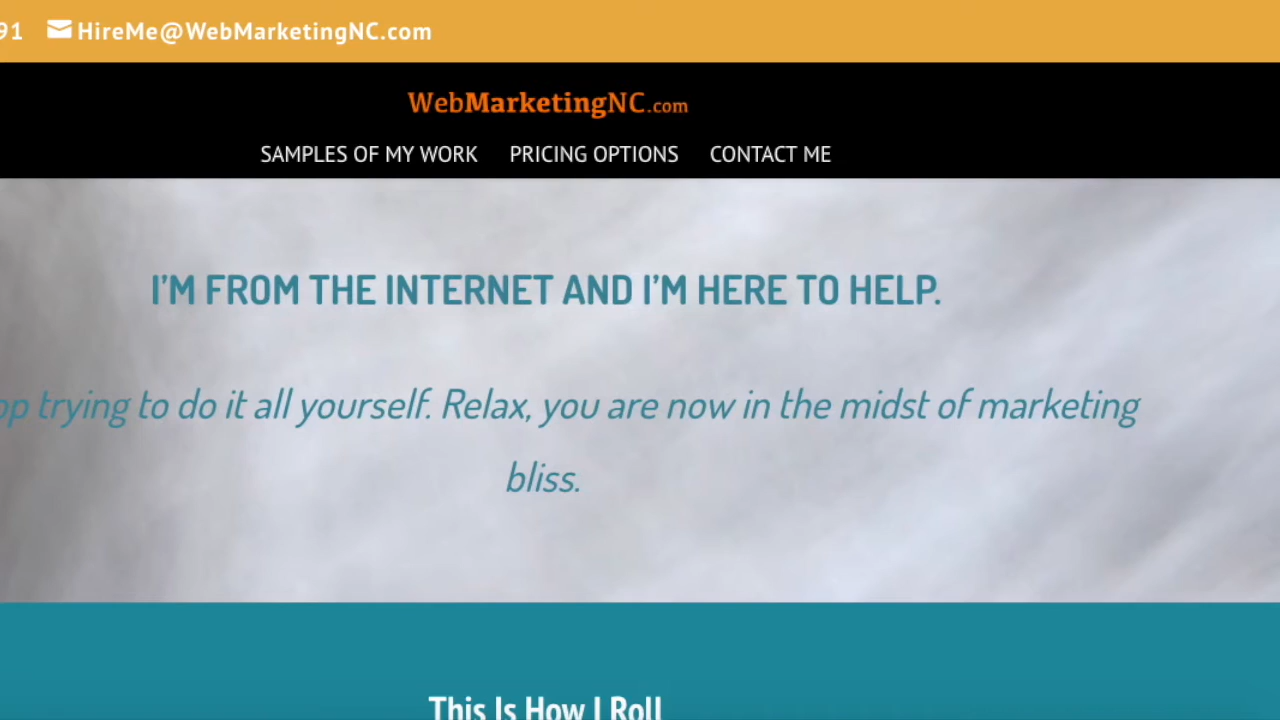 91 HireMe@WebMarketingNC.com
WebMarketingNC.com
SAMPLES OF MY WORK PRICING OPTIONS CONTACT ME
I’M FROM THE INTERNET AND I’M HERE TO HELP.
op trying to do it all yourself. Relax, you are now in the midst of marketing
bliss.
This Is How I Roll